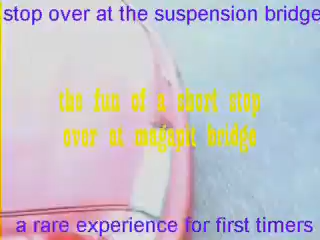 stop over at the suspension bridge
the fun of a short stop
over at magapit bridge
a rare experience for first timers